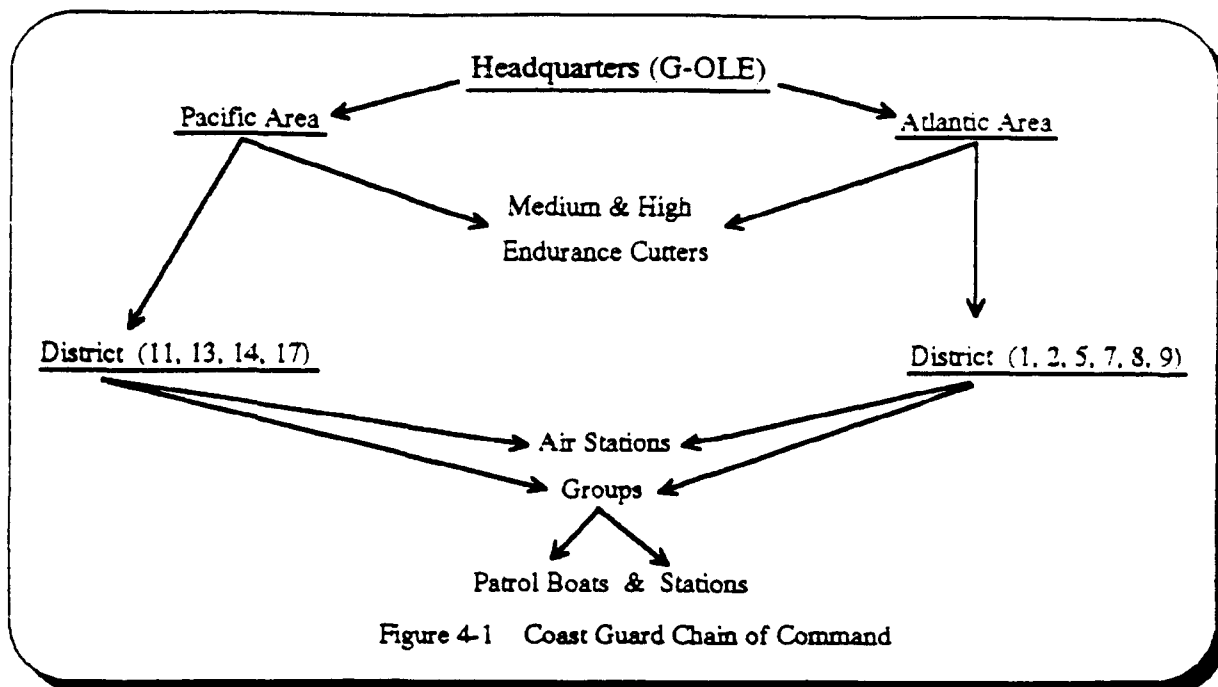 Headquarters (G-OLE)
Pacific Area
Atlantic Area
Medium & High
Endurance Cutters
District (11, 13, 14, 17)
District (1, 2, 5, 7, 8, 9)
Air Stations
Groups
Patrol Boats & Stations
Figure 4-1 Coast Guard Chain of Command